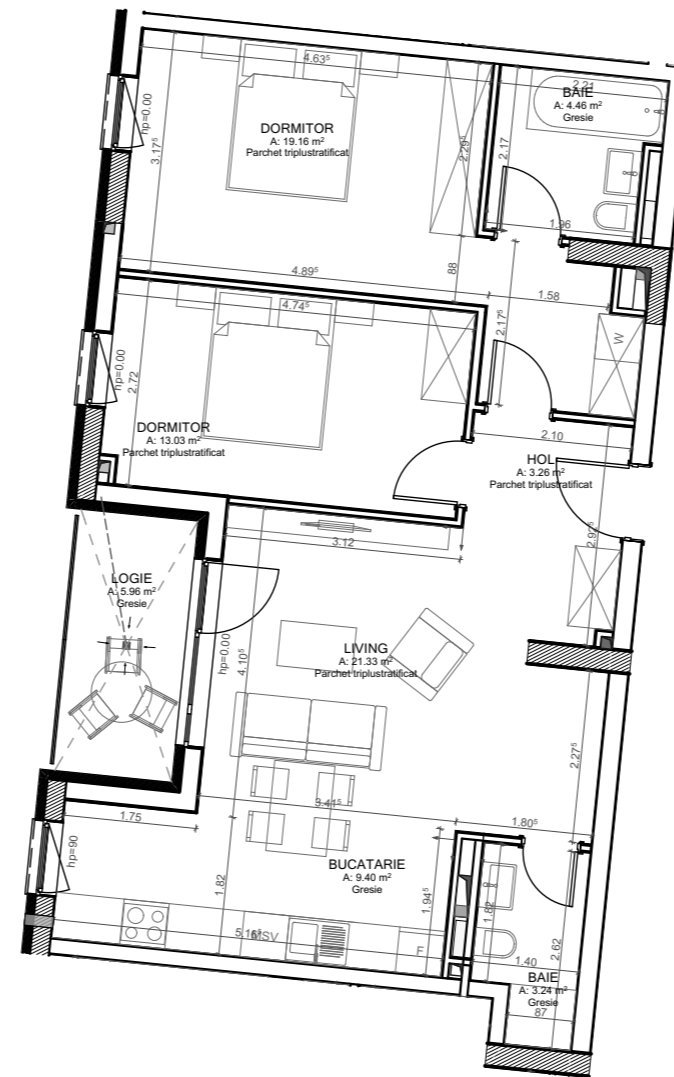 4.63⁵
2.21
BAIE
A: 4.46 m²
Gresie
hp=0.00
DORMITOR
A: 19.16 m²
Parchet triplustratificat
3.17⁵
2.29⁵
2.17
1.96
88
4.89⁵
1.58
4.74⁵
2.17⁵
W
hp=0.00
2.72
DORMITOR
A: 13.03 m²
Parchet triplustratificat
2.10
HOL
A: 3.26 m²
Parchet triplustratificat
2.92⁵
3.12
LOGIE
A: 5.96 m²
Gresie
hp=0.00
4.10⁵
LIVING
A: 21.33 m²
Parchet triplustratificat
2.27⁵
3.41⁵
1.80⁵
1.75
hp=90
BUCATARIE
A: 9.40 m²
Gresie
1.82
1.94⁵
1.82
5.16⁵
MSV
F
2.62
1.40
BAIE
A: 3.24 m²
Gresie
87